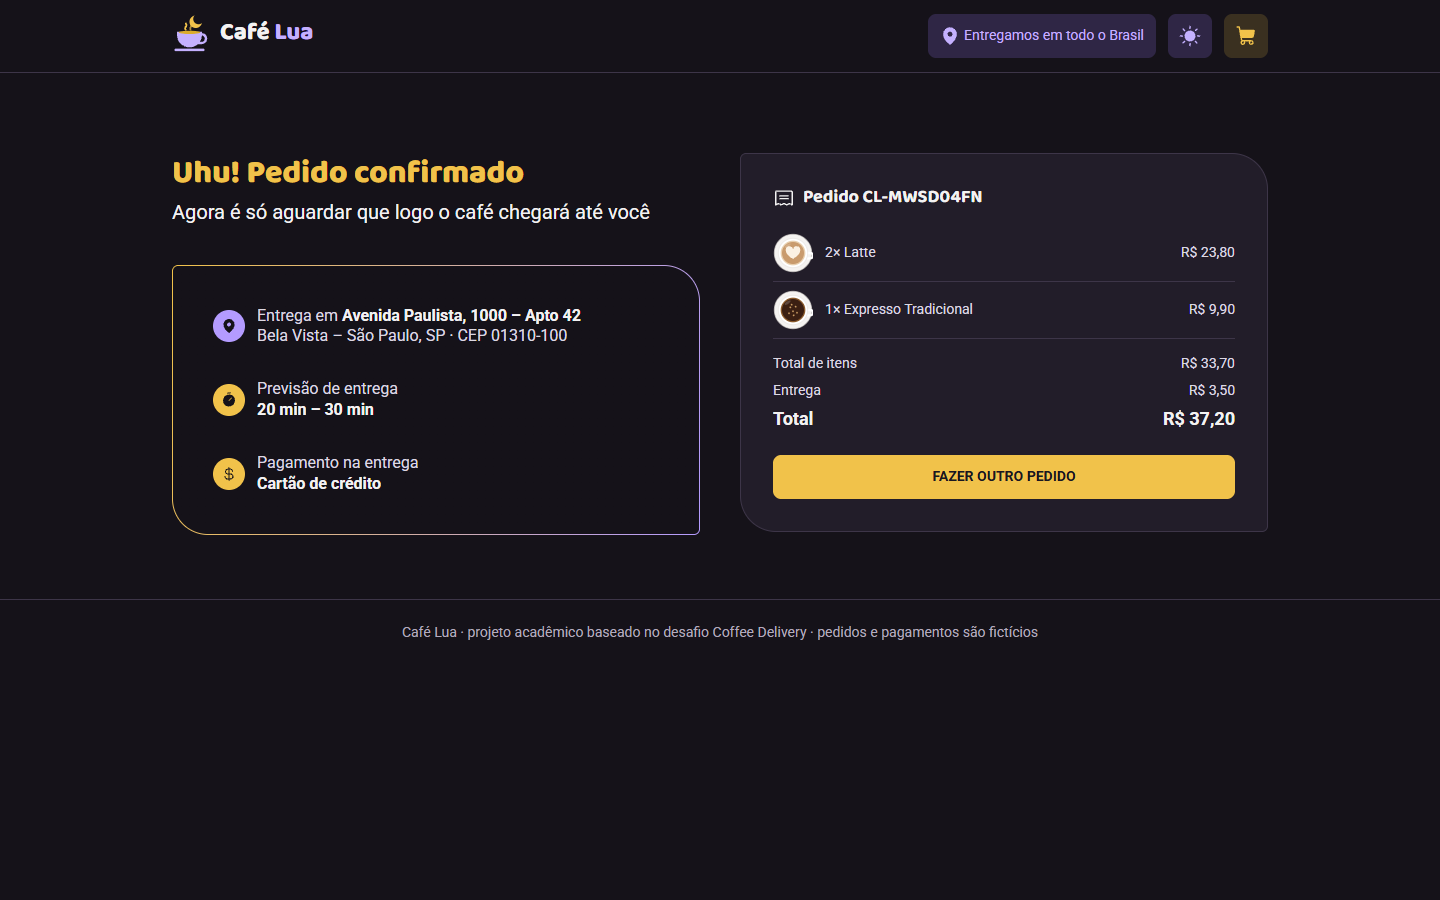 Café Lua
Entregamos em todo o Brasil
Uhu! Pedido confirmado
Agora é só aguardar que logo o café chegará até você
Entrega em Avenida Paulista, 1000 – Apto 42
Bela Vista – São Paulo, SP · CEP 01310-100
Previsão de entrega
20 min – 30 min
Pagamento na entrega
Cartão de crédito
Pedido CL-MWSD04FN
2× Latte R$ 23,80
1× Expresso Tradicional R$ 9,90
Total de itens R$ 33,70
Entrega R$ 3,50
Total R$ 37,20
FAZER OUTRO PEDIDO
Café Lua · projeto acadêmico baseado no desafio Coffee Delivery · pedidos e pagamentos são fictícios